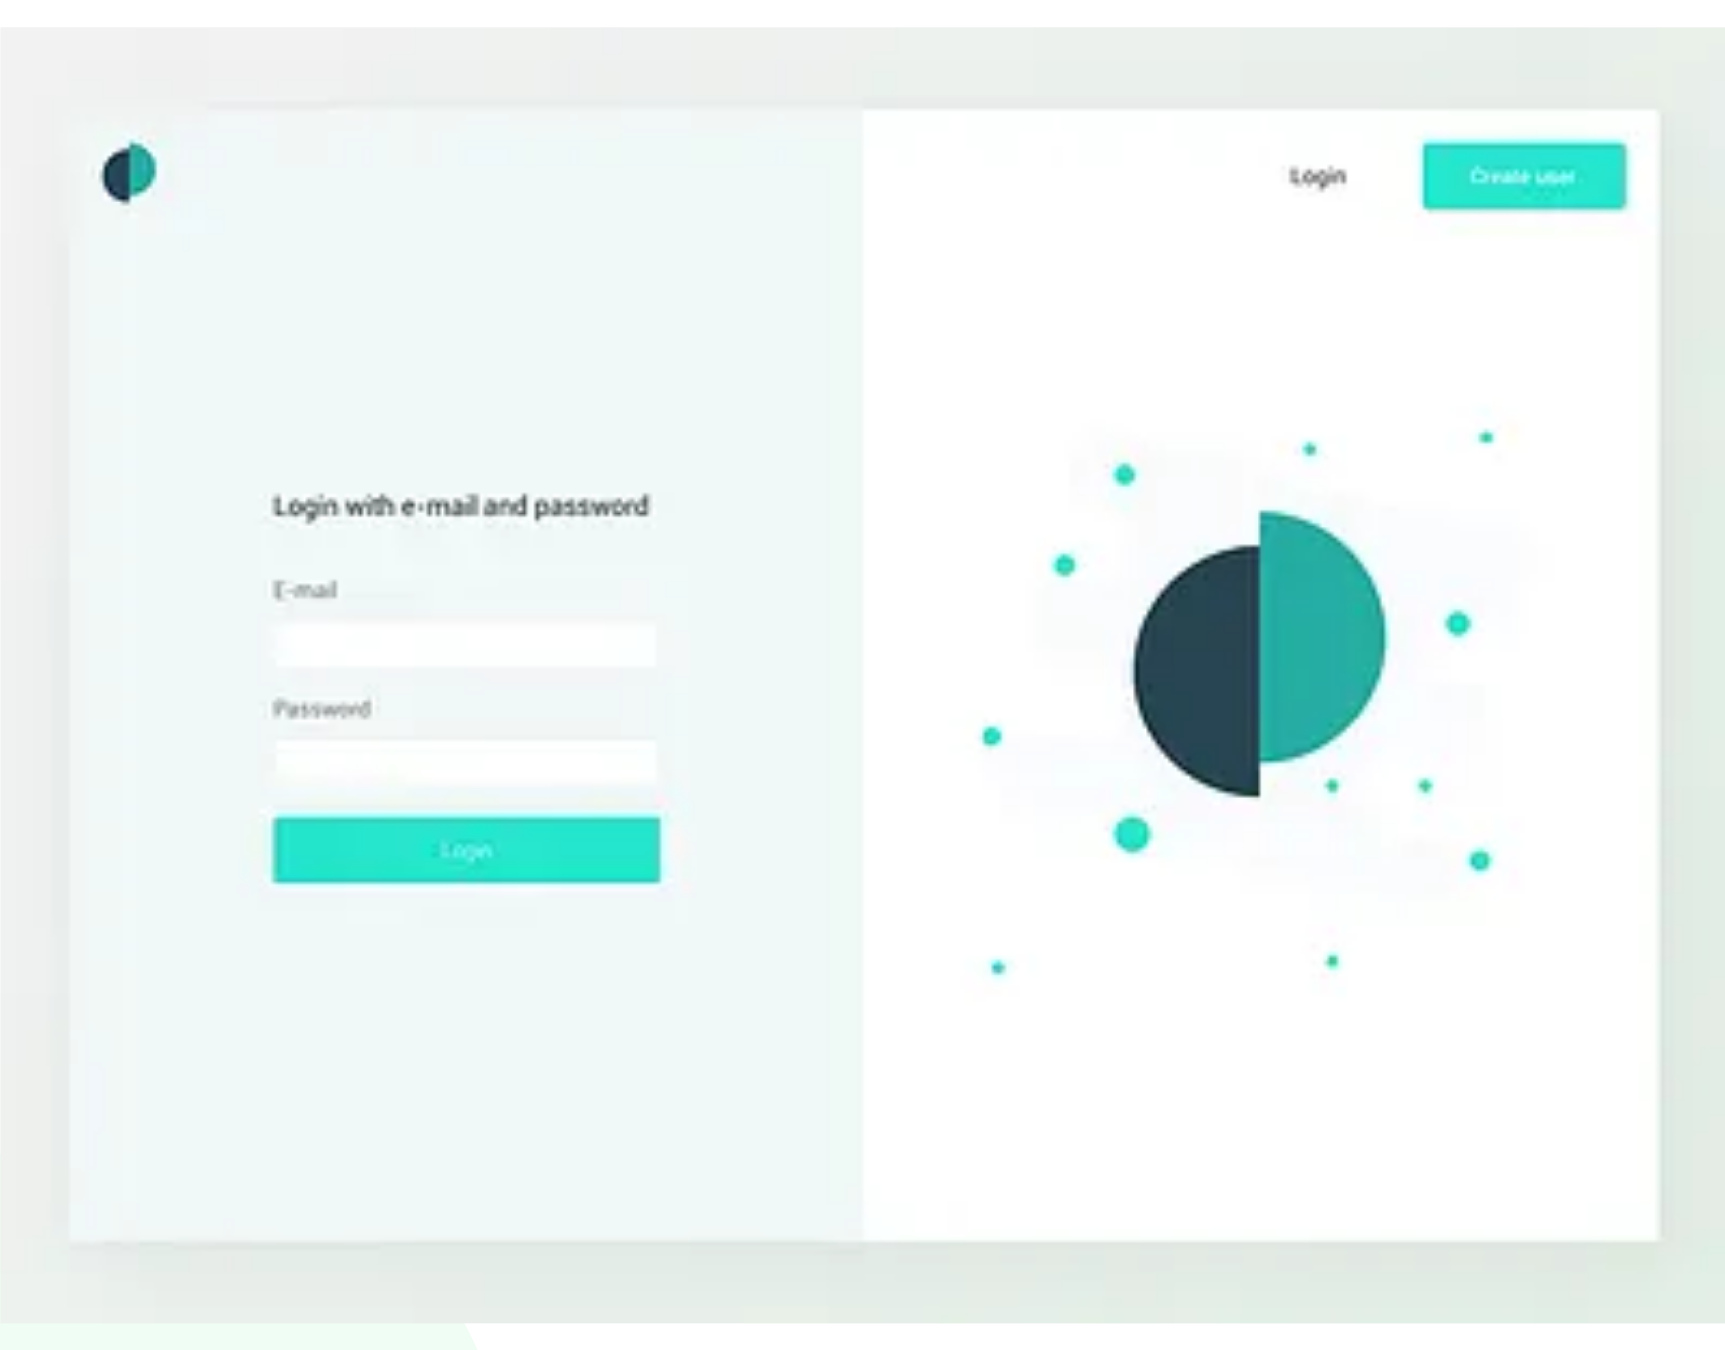 Login
Create user
Login with e-mail and password
E-mail
Password
Login